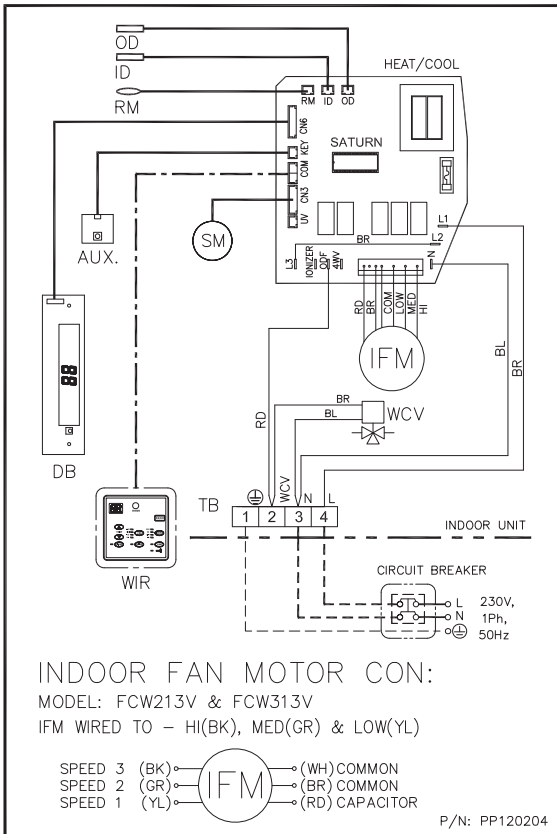 OD
ID
RM
HEAT/COOL
RM ID OD
CN6
KEY
COM
CN3
UV
SATURN
AUX.
SM
L1
L2
BR
L3
IONIZER
ODF
4WV
N
RD
BR
COM
LOW
MED
HI
IFM
BL
BR
88
DB
RD
BR
BL
WCV
WCV
N
L
TB
1 2 3 4
INDOOR UNIT
WIR
CIRCUIT BREAKER
L
N
230V,
1Ph,
50Hz
INDOOR FAN MOTOR CON:
MODEL: FCW213V & FCW313V
IFM WIRED TO – HI(BK), MED(GR) & LOW(YL)
SPEED 3 (BK)
SPEED 2 (GR)
SPEED 1 (YL)
IFM
(WH) COMMON
(BR) COMMON
(RD) CAPACITOR
P/N: PP120204